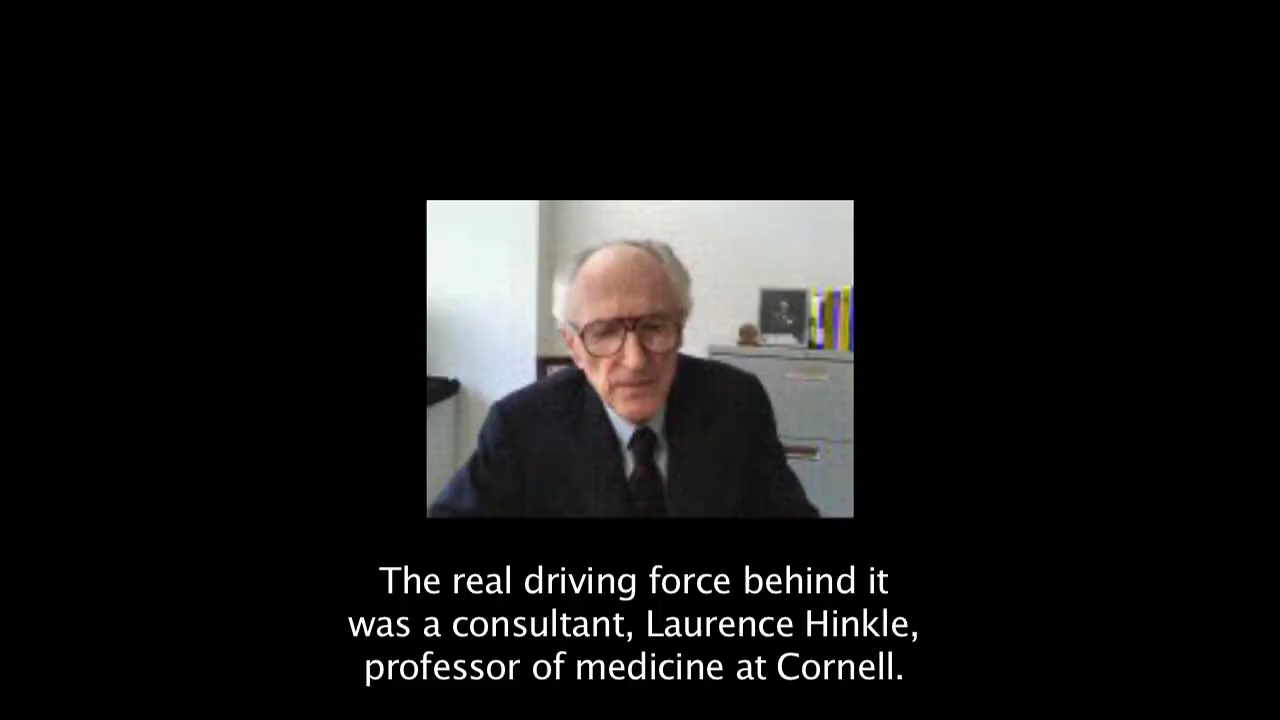 The real driving force behind it
was a consultant, Laurence Hinkle,
professor of medicine at Cornell.